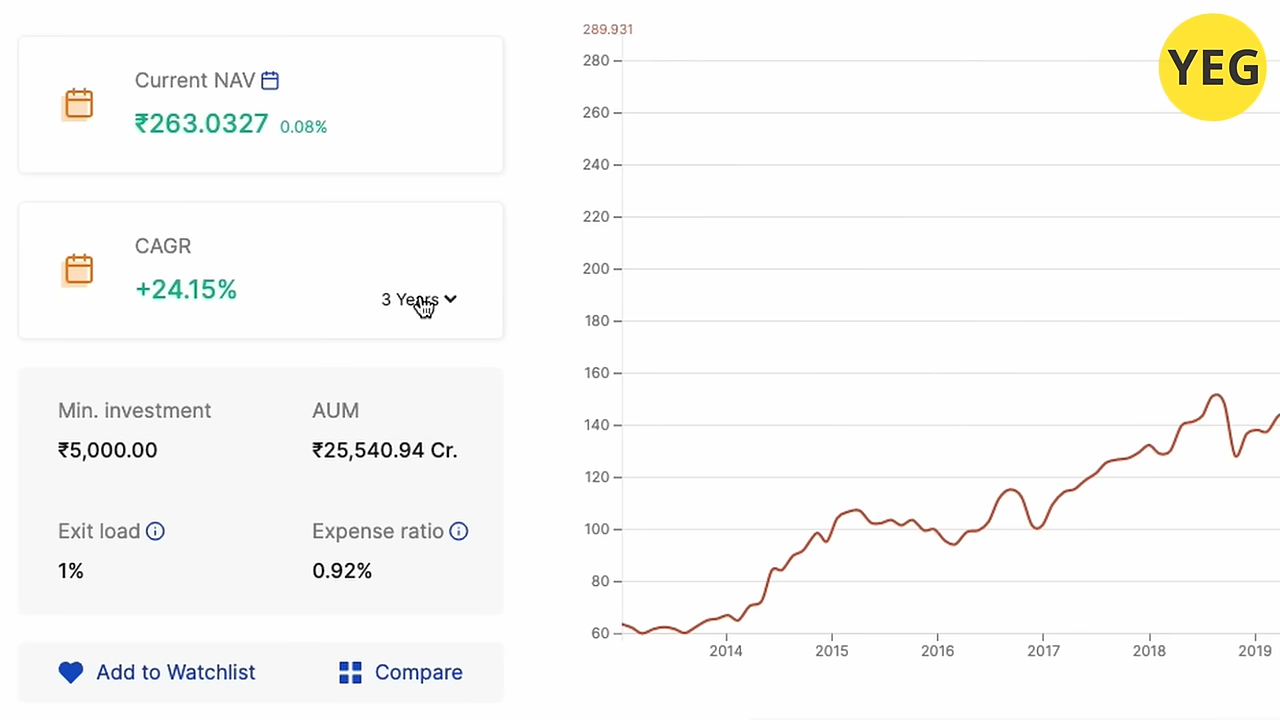 Current NAV
₹263.0327 0.08%
CAGR
+24.15%
3 Years
Min. investment
AUM
₹5,000.00
₹25,540.94 Cr.
Exit load
Expense ratio
1%
0.92%
Add to Watchlist
Compare
289.931
280
260
240
220
200
180
160
140
120
100
80
60
2014 2015 2016 2017 2018 2019
YEG